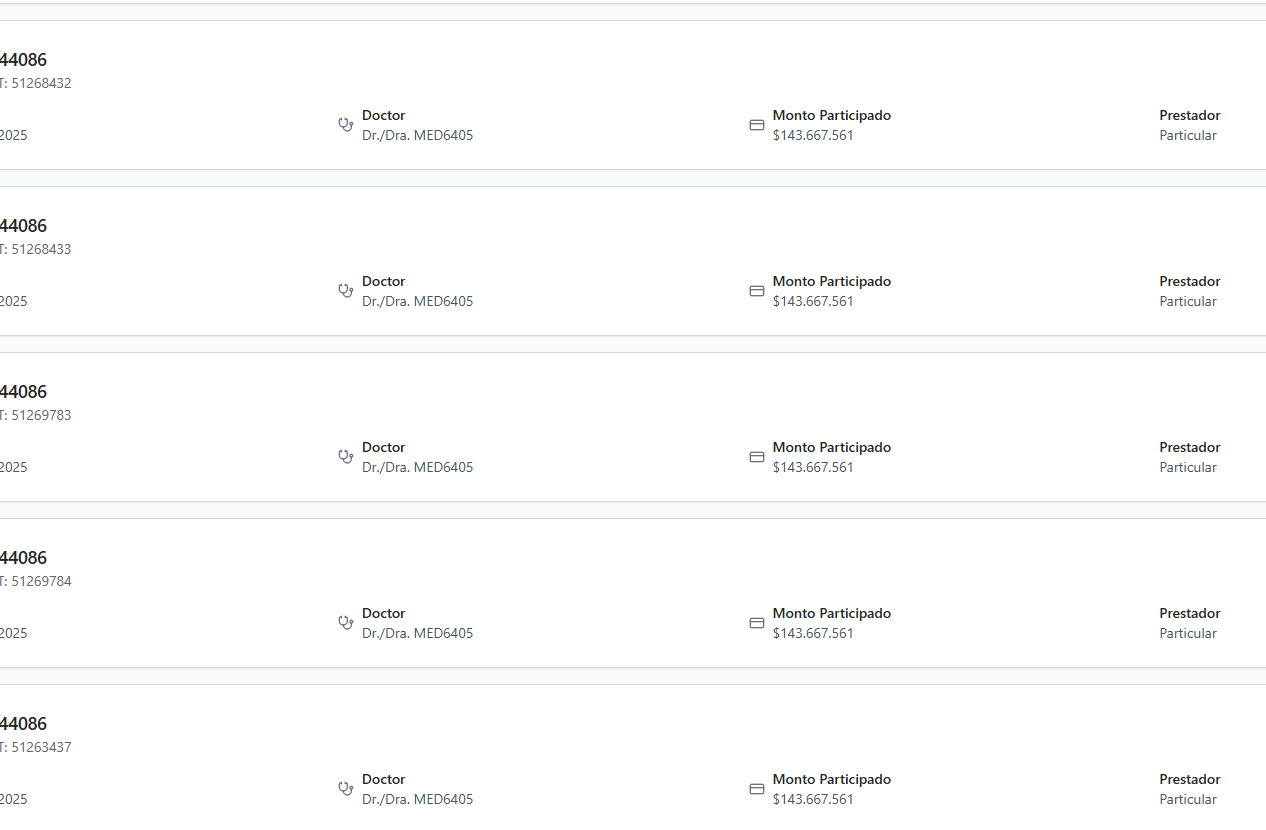 44086
T: 51268432
Doctor
Monto Participado
Prestador
2025
Dr./Dra. MED6405
$143.667.561
Particular
44086
T: 51268433
Doctor
Monto Participado
Prestador
2025
Dr./Dra. MED6405
$143.667.561
Particular
44086
T: 51269783
Doctor
Monto Participado
Prestador
2025
Dr./Dra. MED6405
$143.667.561
Particular
44086
T: 51269784
Doctor
Monto Participado
Prestador
2025
Dr./Dra. MED6405
$143.667.561
Particular
44086
T: 51263437
Doctor
Monto Participado
Prestador
2025
Dr./Dra. MED6405
$143.667.561
Particular